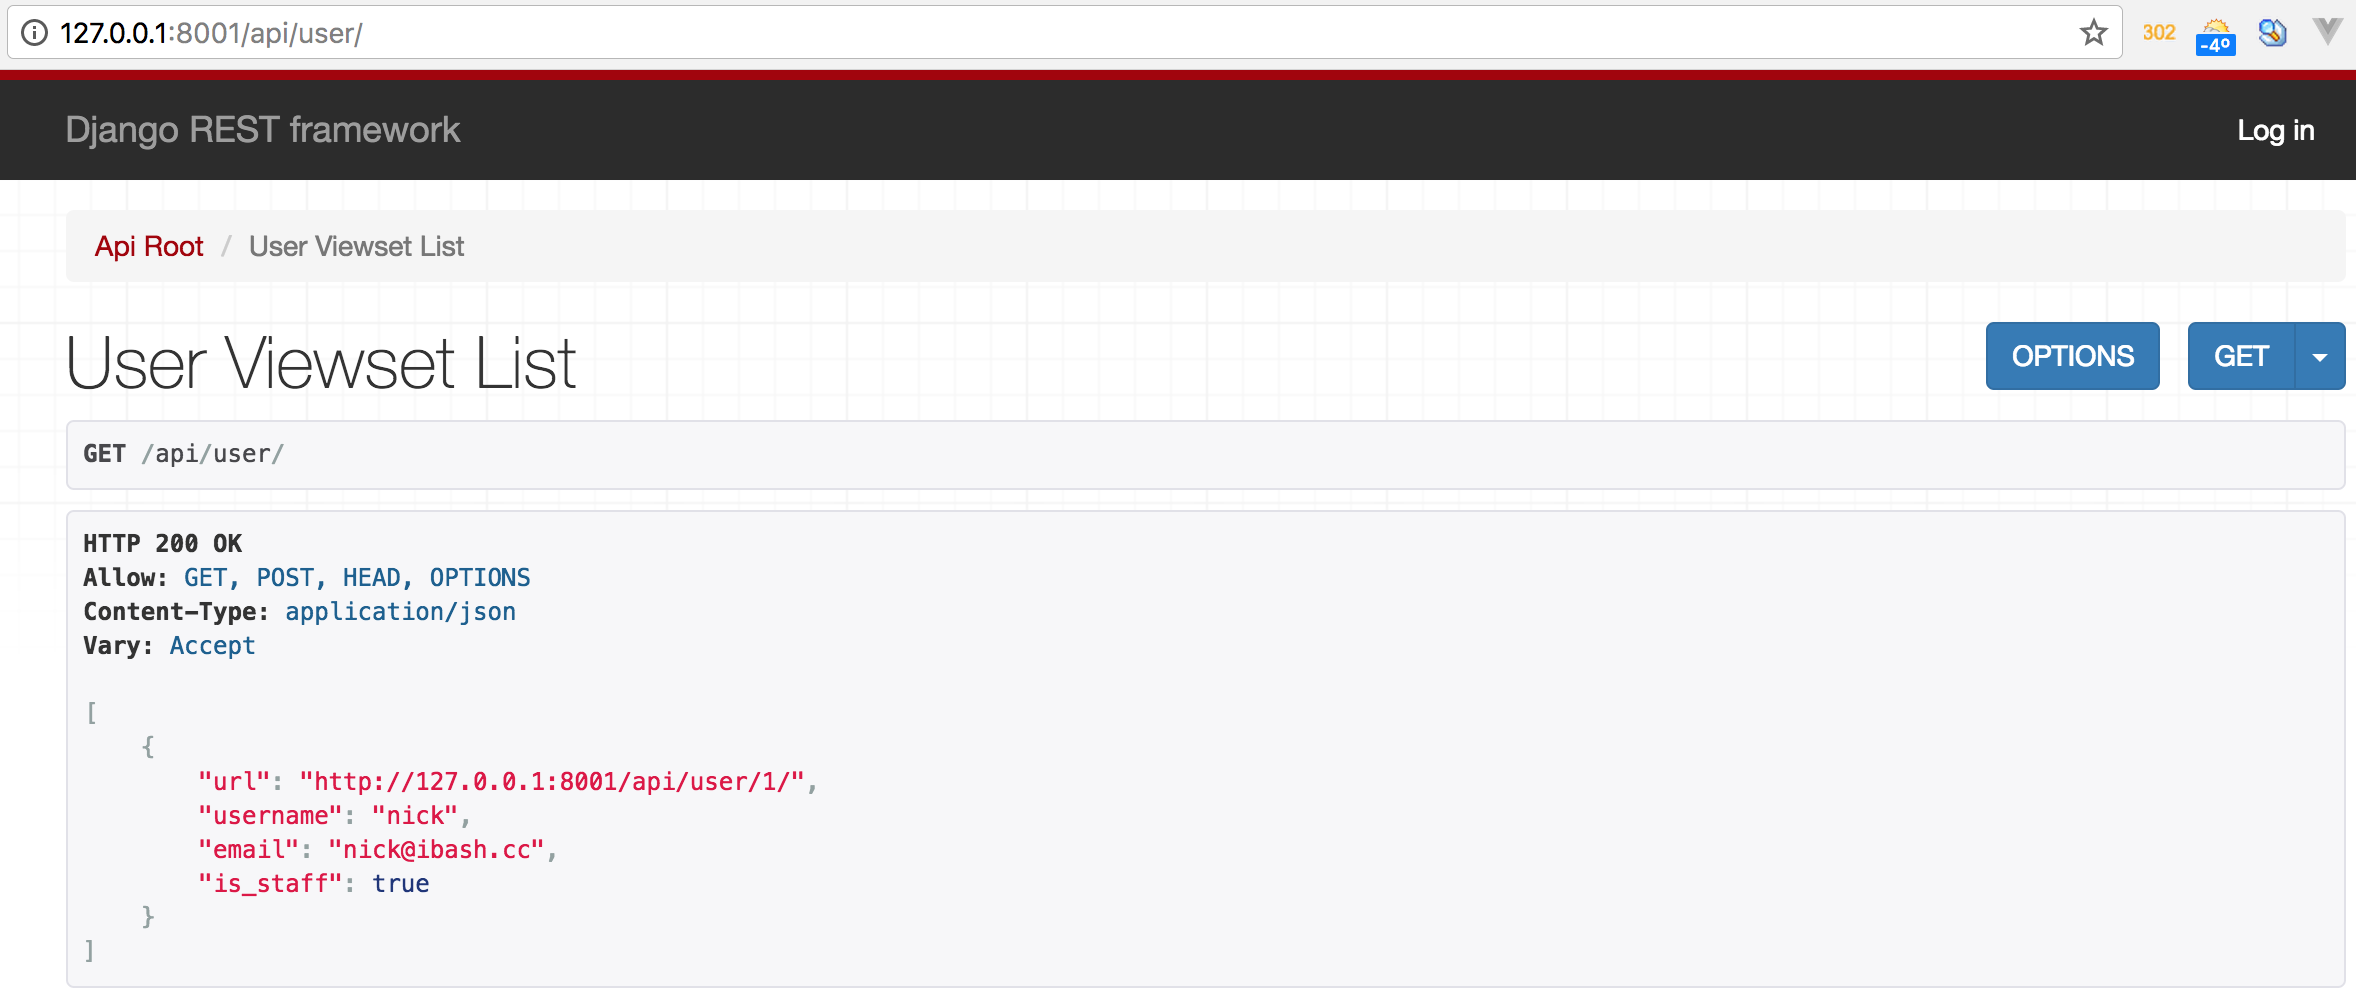 127.0.0.1:8001/api/user/
302
-4º
Django REST framework
Log in
Api Root / User Viewset List
User Viewset List
OPTIONS
GET
GET /api/user/
HTTP 200 OK
Allow: GET, POST, HEAD, OPTIONS
Content-Type: application/json
Vary: Accept
[
    {
        "url": "http://127.0.0.1:8001/api/user/1/",
        "username": "nick",
        "email": "nick@ibash.cc",
        "is_staff": true
    }
]